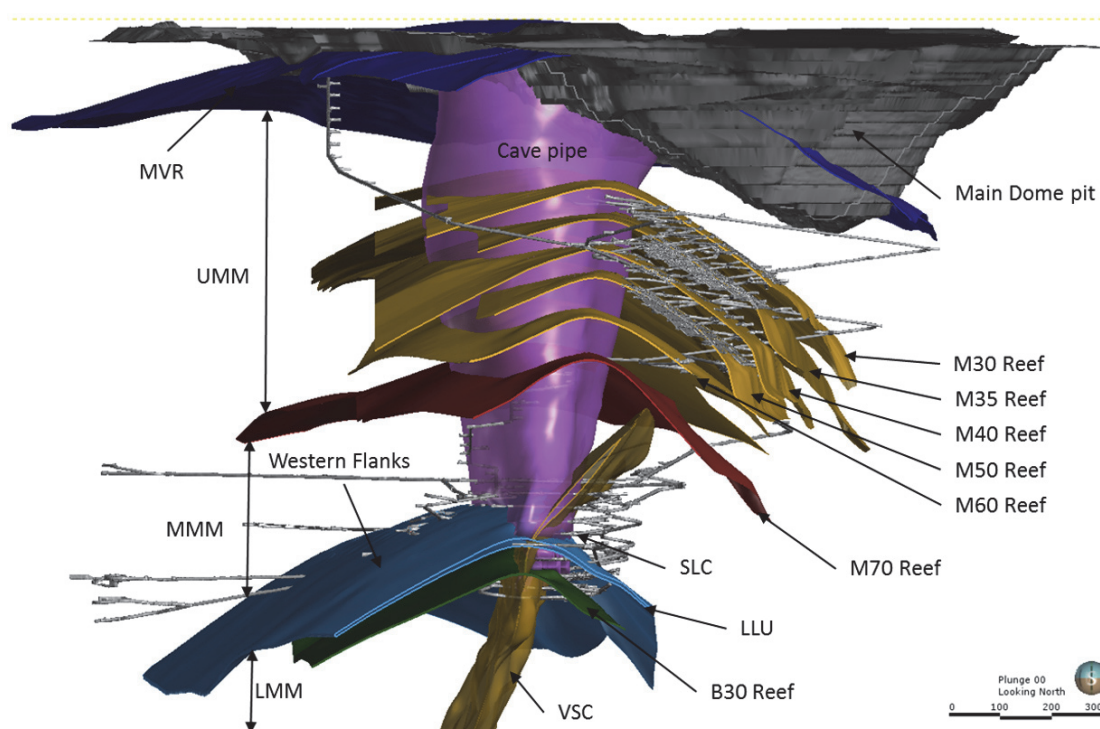 Cave pipe
MVR
Main Dome pit
UMM
M30 Reef
M35 Reef
M40 Reef
M50 Reef
Western Flanks
M60 Reef
MMM
SLC
M70 Reef
LLU
LMM
B30 Reef
VSC
Plunge 00
Looking North
0 100 200 300